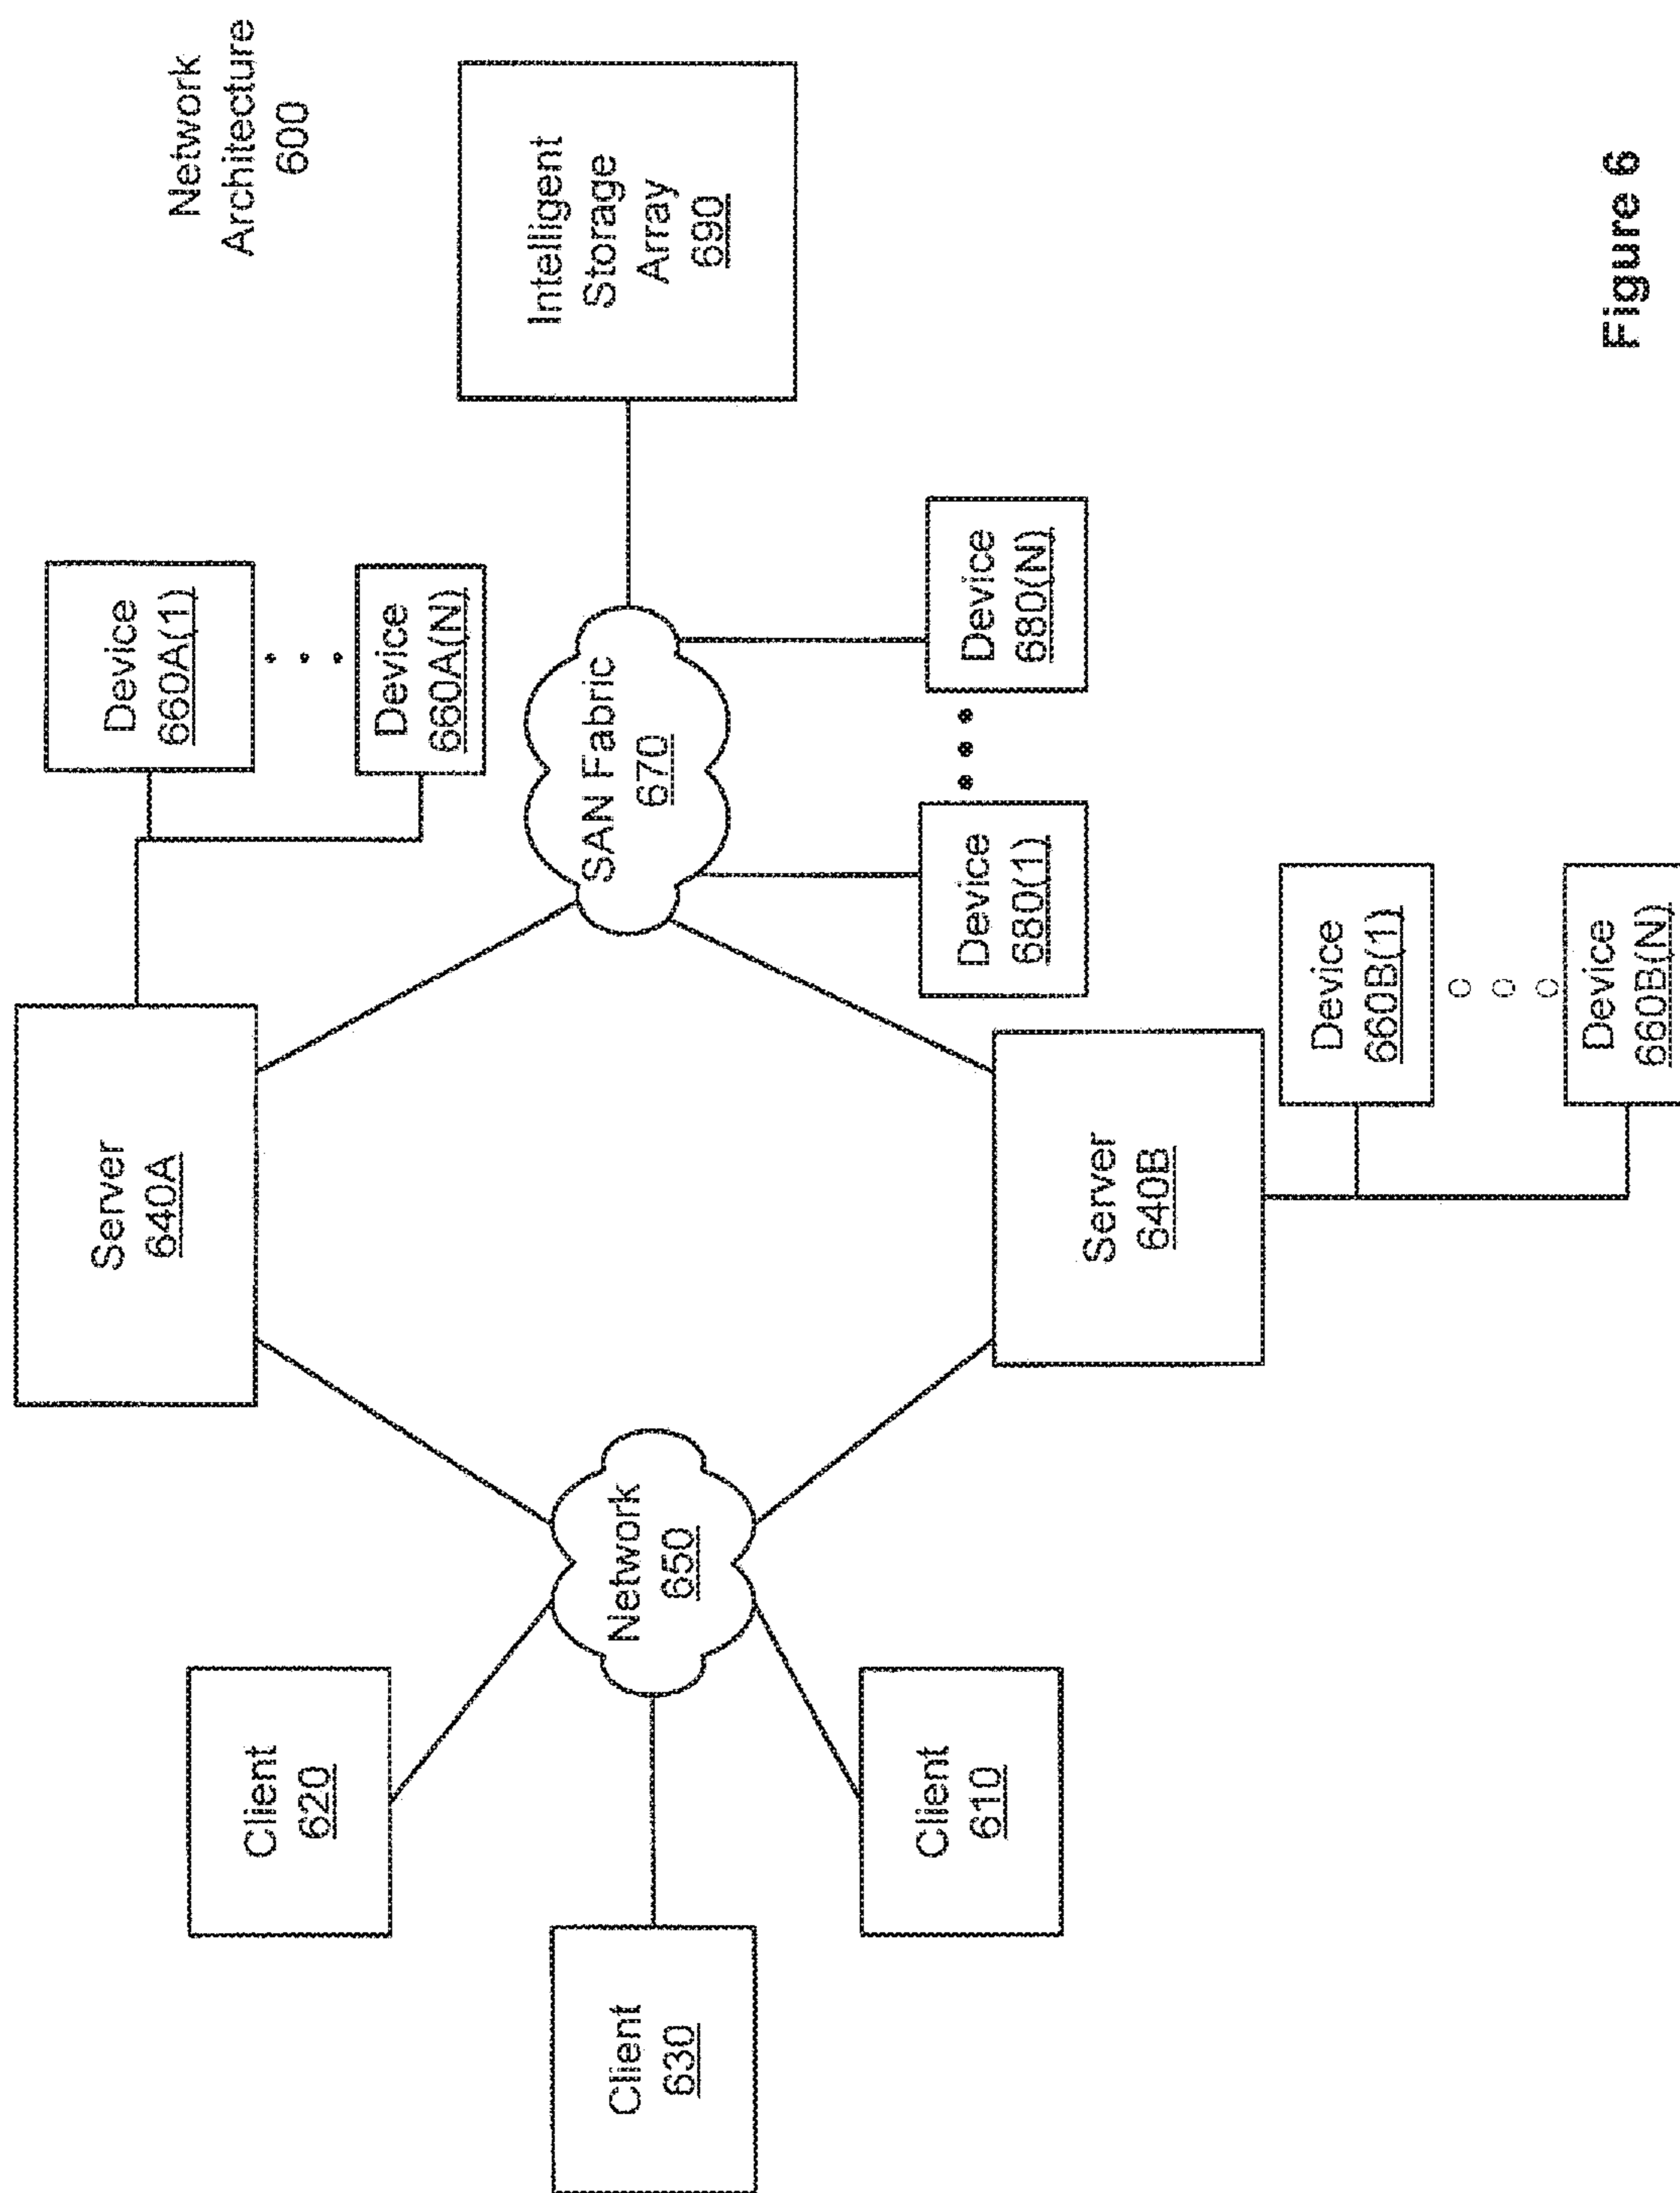 Network
Architecture
600
Device
660A(1)
Device
660A(N)
Server
640A
Client
620
Intelligent
Storage
Array
690
SAN Fabric
670
Network
650
Client
630
Device
680(1)
Device
680(N)
Client
610
Server
640B
Device
660B(1)
Device
660B(N)
Figure 6